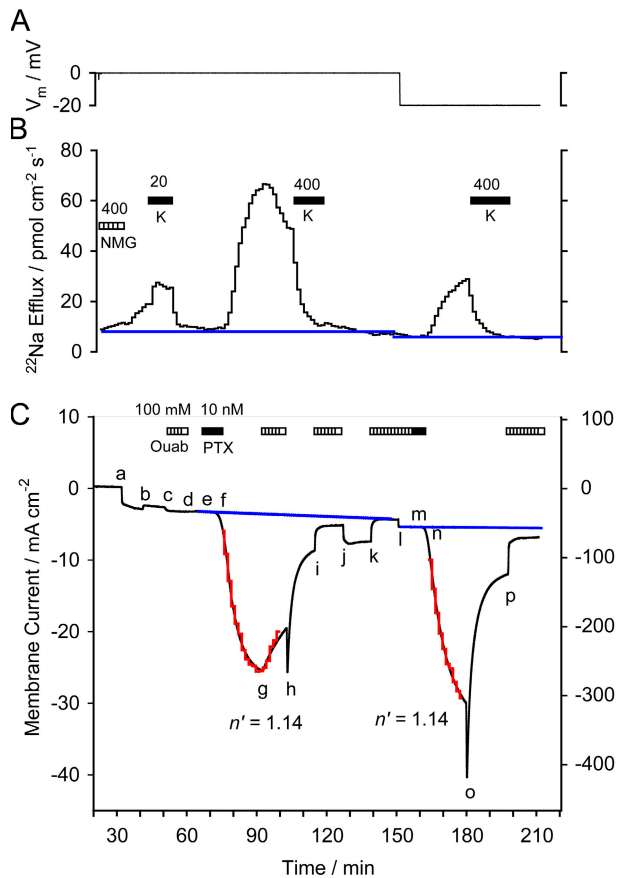 A
V_m / mV
0
-20
B
²²Na Efflux / pmol cm⁻² s⁻¹
80
60
40
20
0
20
K
400
K
400
K
400
NMG
C
Membrane Current / mA cm⁻²
10
0
-10
-20
-30
-40
100
0
-100
-200
-300
-400
100 mM
Ouab
10 nM
PTX
a
b
c
d
e
f
g
h
i
j
k
l
m
n
o
p
n' = 1.14
n' = 1.14
30 60 90 120 150 180 210
Time / min